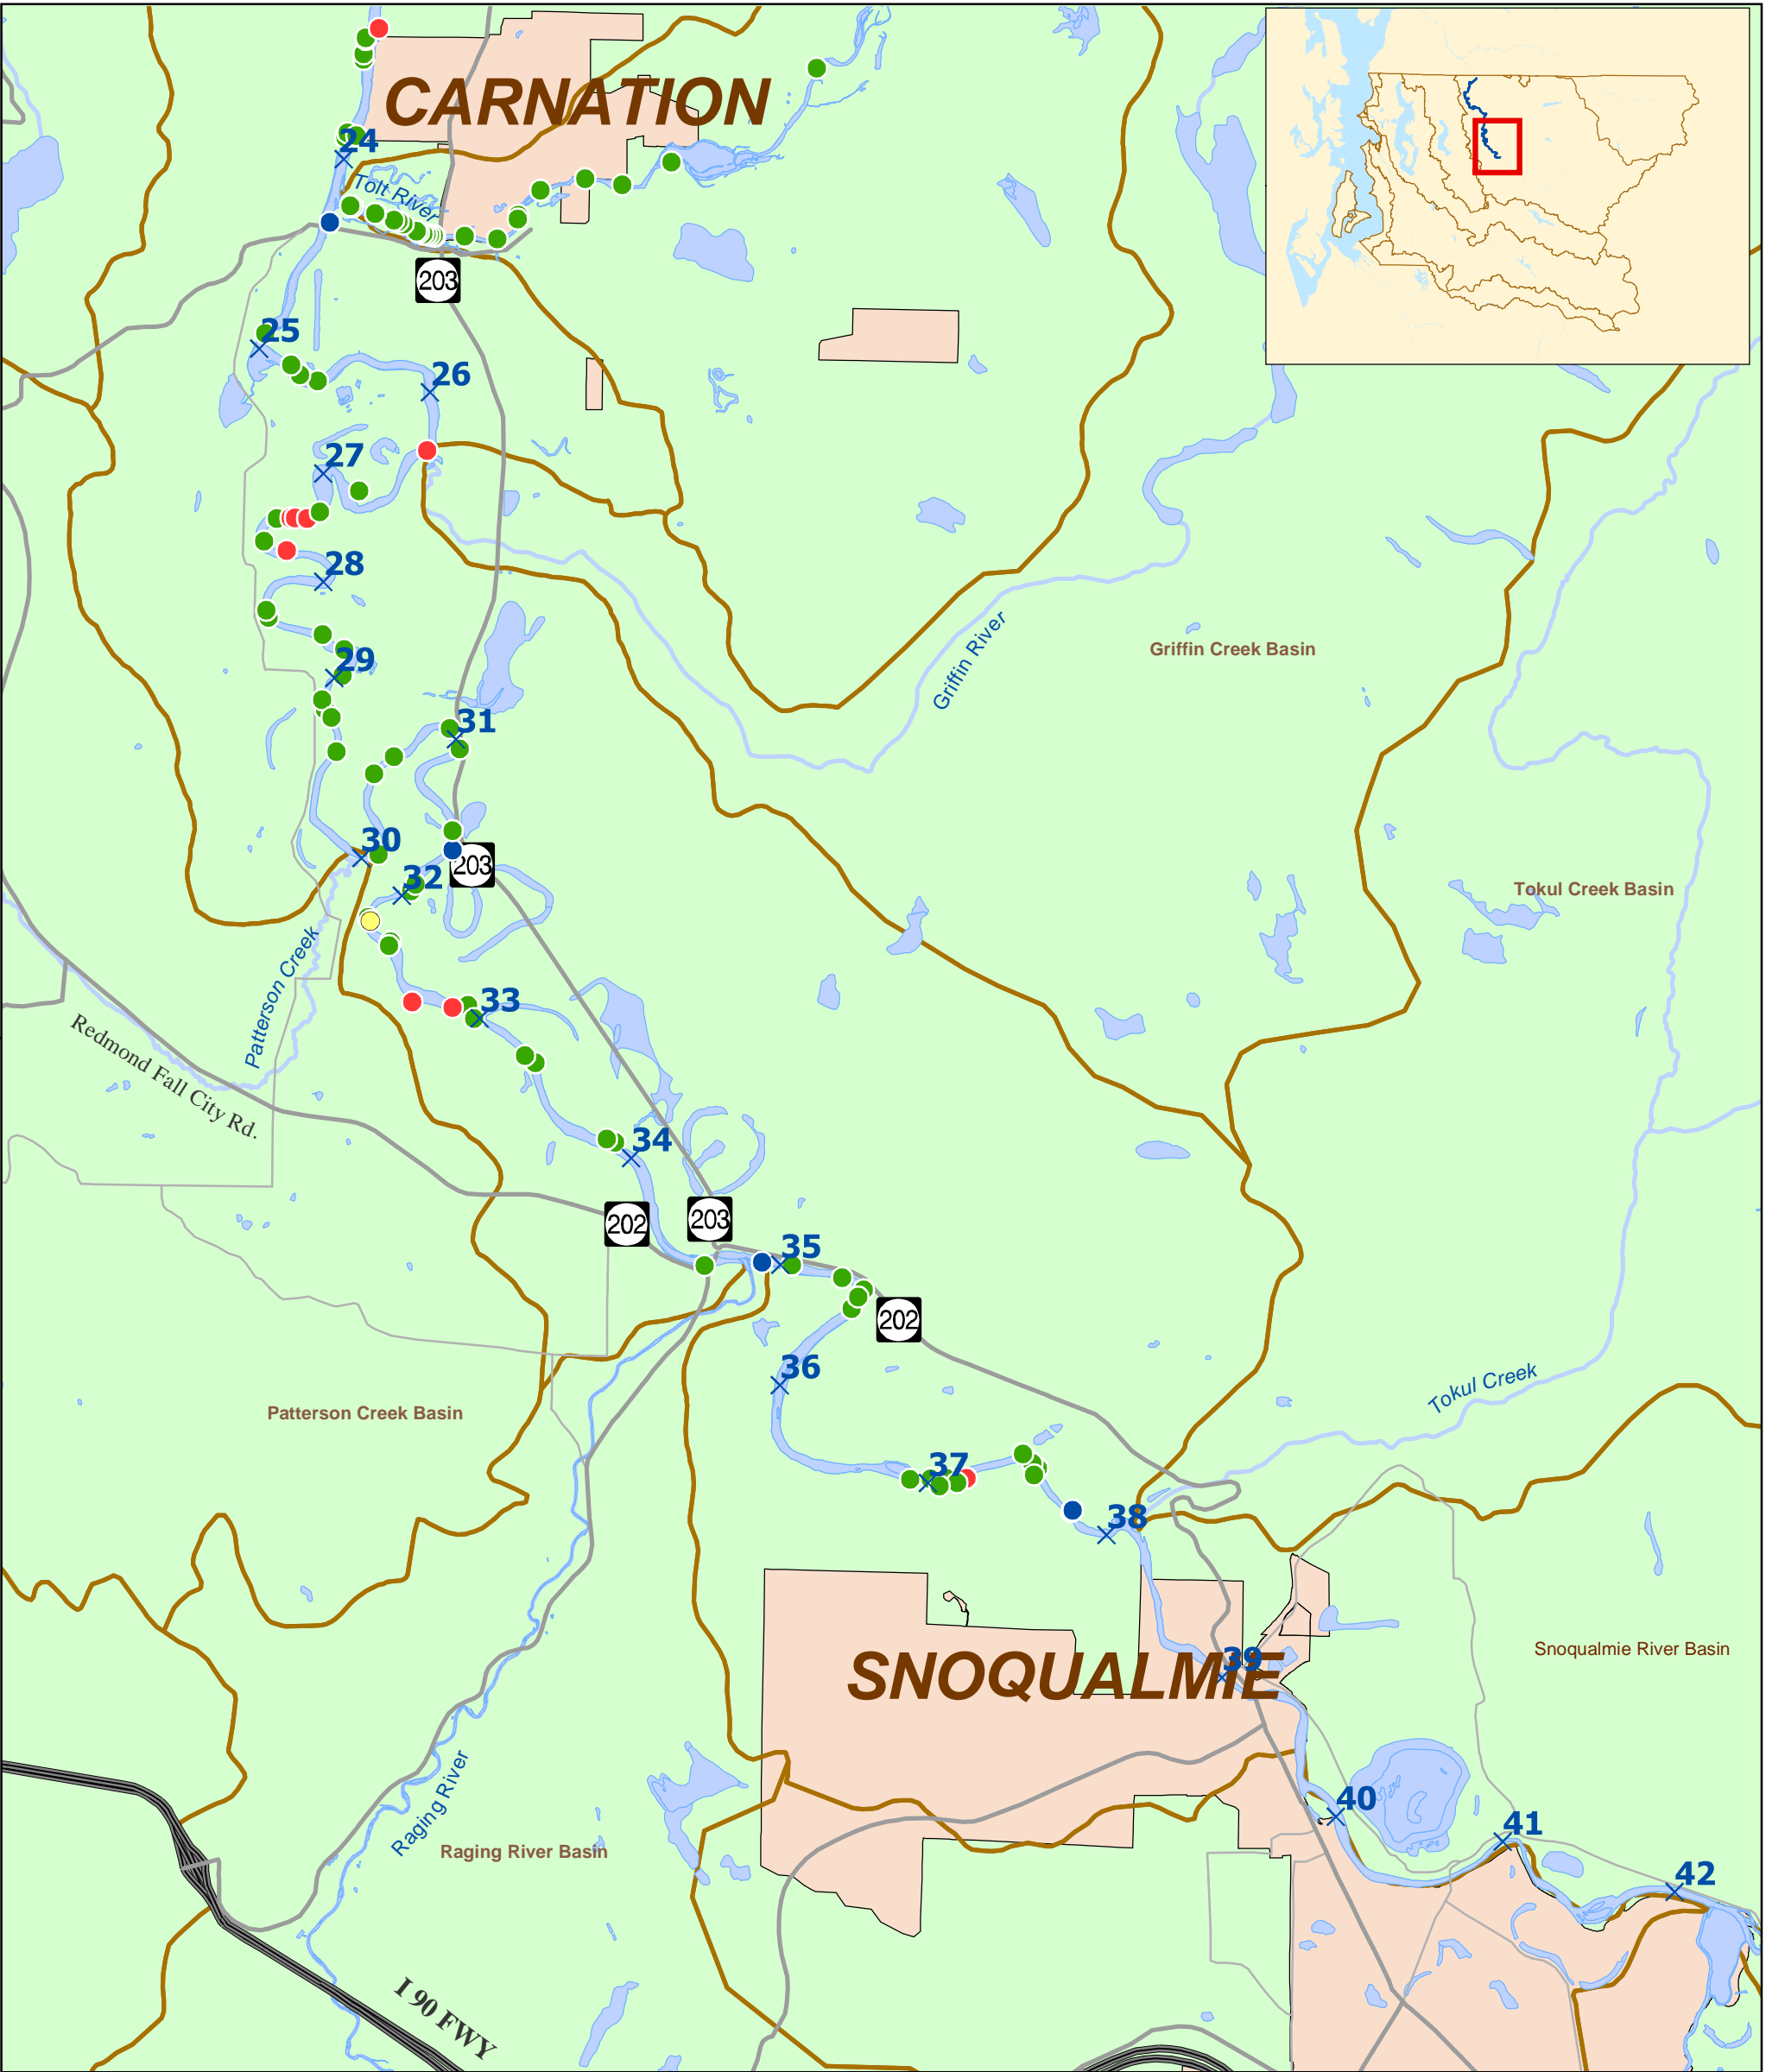 CARNATION
24
Tolt River
203
25
26
27
28
Griffin River
Griffin Creek Basin
29
31
30
203
32
Tokul Creek Basin
Patterson Creek
33
Redmond Fall City Rd.
34
202
203
35
202
36
Tokul Creek
Patterson Creek Basin
37
38
SNOQUALMIE
39
Snoqualmie River Basin
Raging River
40
41
Raging River Basin
42
I 90 FWY